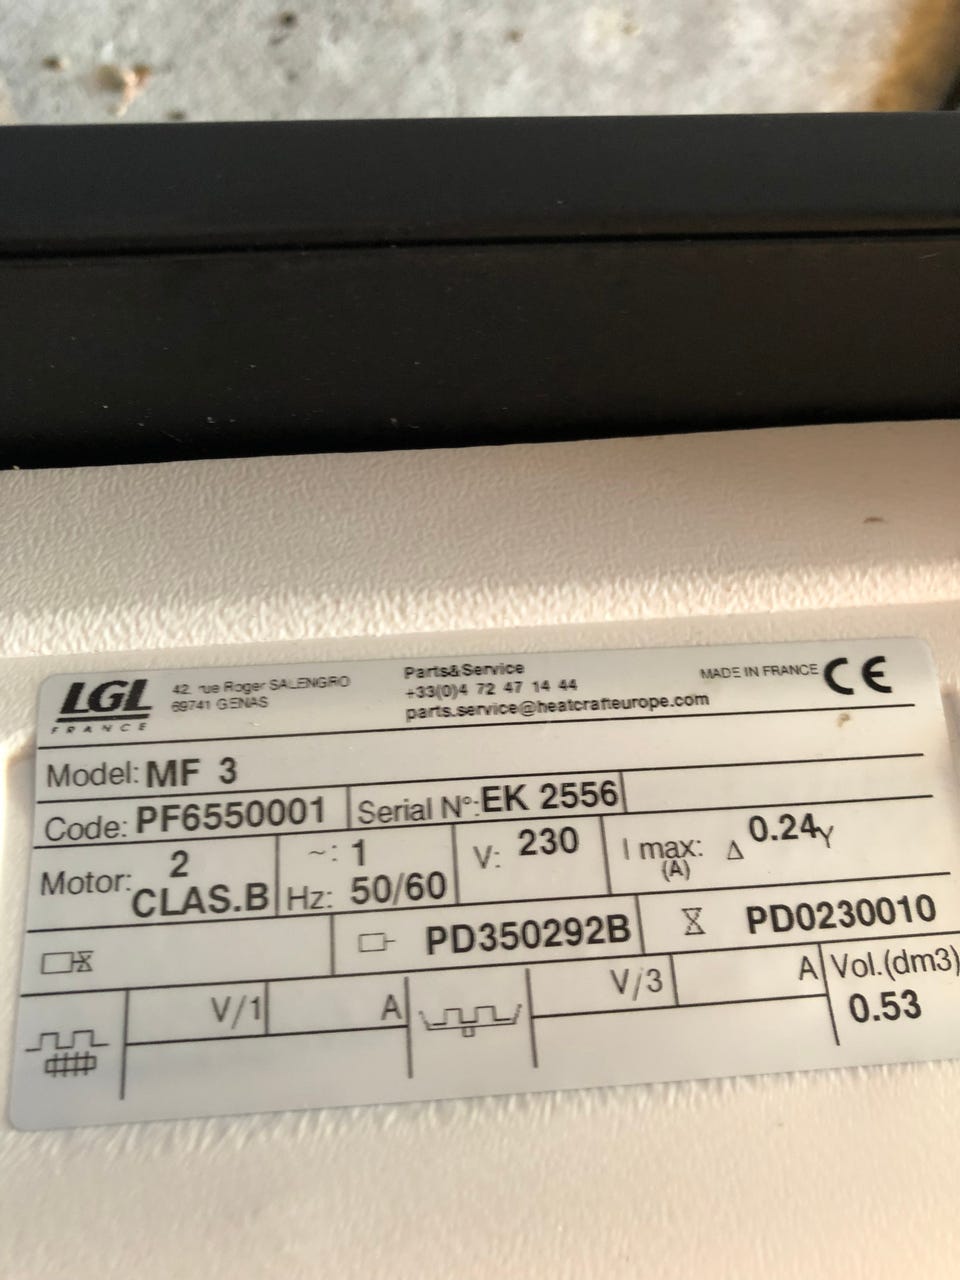 LGL
FRANCE
42, rue Roger SALENGRO
69741 GENAS
Parts&Service
+33(0)4 72 47 14 44
parts.service@heatcrafteurope.com
MADE IN FRANCE CE
Model: MF 3
Code: PF6550001 Serial N°: EK 2556
Motor: 2 CLAS.B ~: 1 Hz: 50/60 V: 230 I max: (A) Δ 0.24 Y
PD350292B PD0230010
V/1 A V/3 A Vol.(dm3)
0.53